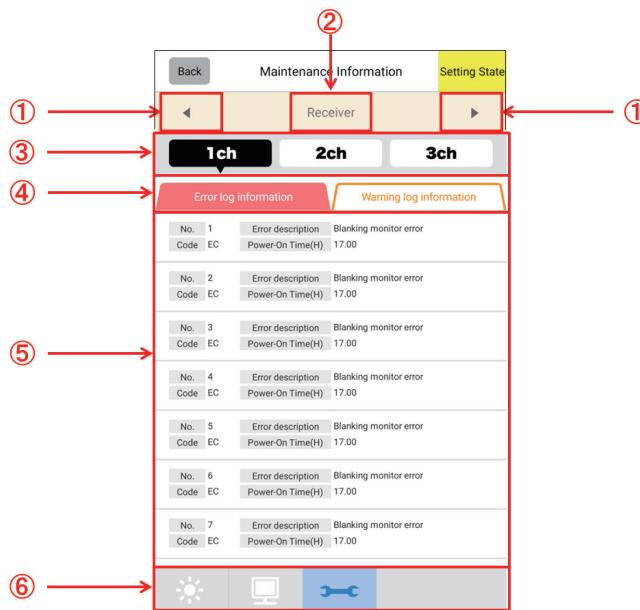 ②
Back Maintenance Information Setting State
① ◀ Receiver ▶ ①
③ 1ch 2ch 3ch
④ Error log information Warning log information
No. 1 Error description Blanking monitor error
Code EC Power-On Time(H) 17.00
No. 2 Error description Blanking monitor error
Code EC Power-On Time(H) 17.00
No. 3 Error description Blanking monitor error
Code EC Power-On Time(H) 17.00
⑤
No. 4 Error description Blanking monitor error
Code EC Power-On Time(H) 17.00
No. 5 Error description Blanking monitor error
Code EC Power-On Time(H) 17.00
No. 6 Error description Blanking monitor error
Code EC Power-On Time(H) 17.00
No. 7 Error description Blanking monitor error
Code EC Power-On Time(H) 17.00
⑥